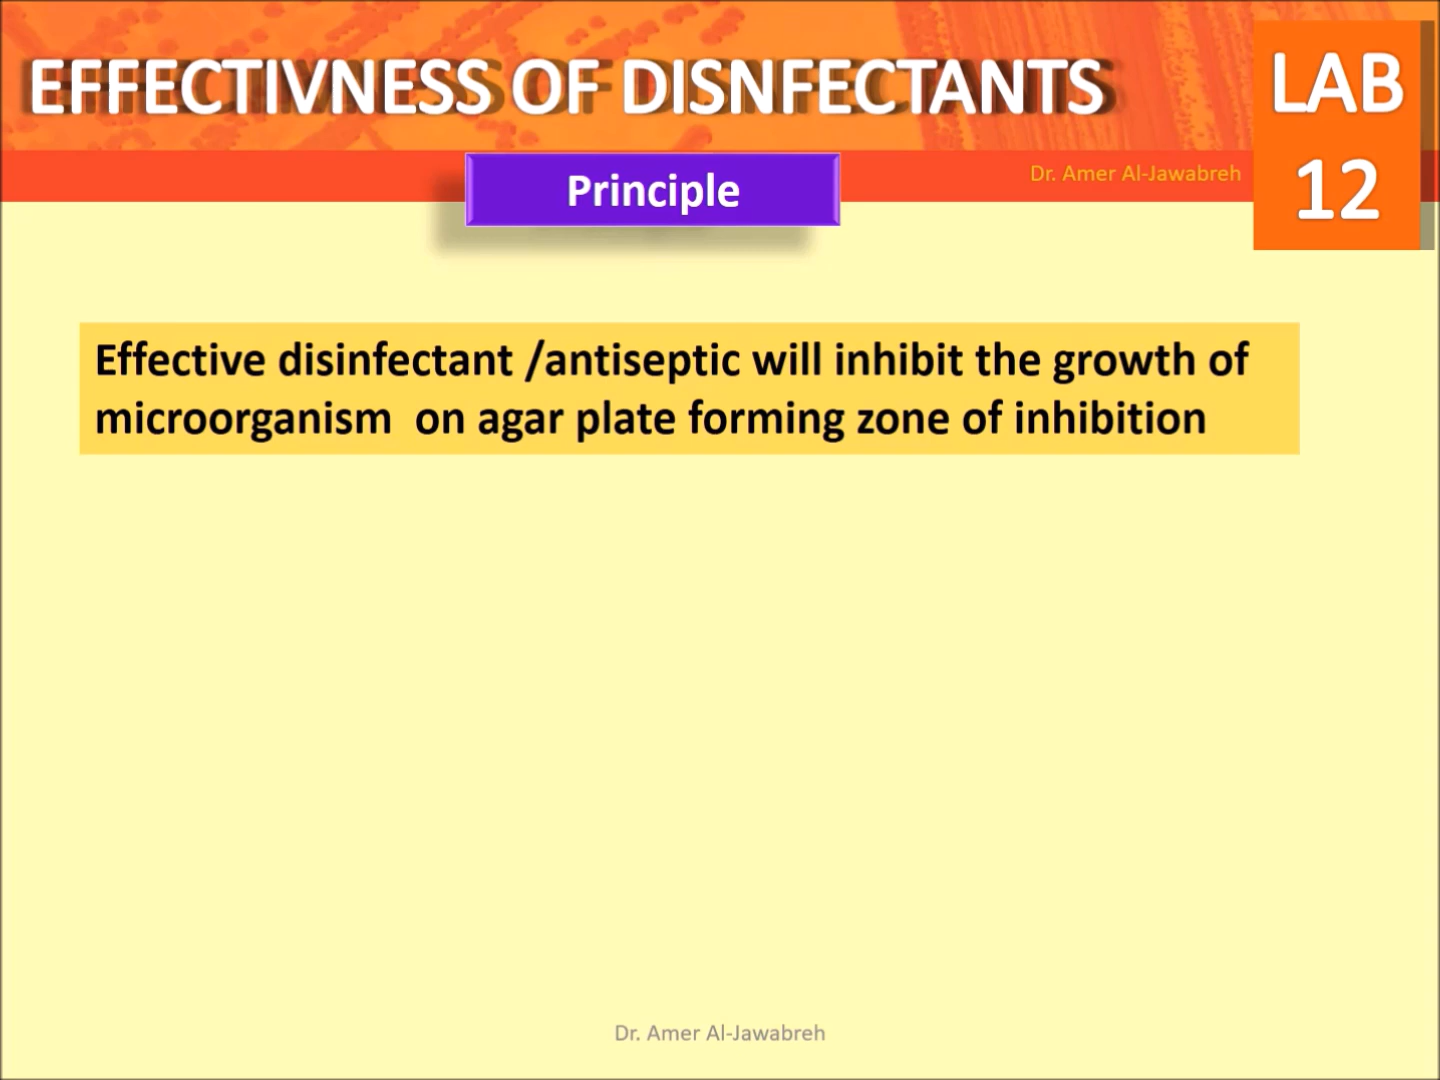 EFFECTIVNESS OF DISNFECTANTS
LAB
12
Dr. Amer Al-Jawabreh
Principle
Effective disinfectant /antiseptic will inhibit the growth of
microorganism  on agar plate forming zone of inhibition
Dr. Amer Al-Jawabreh